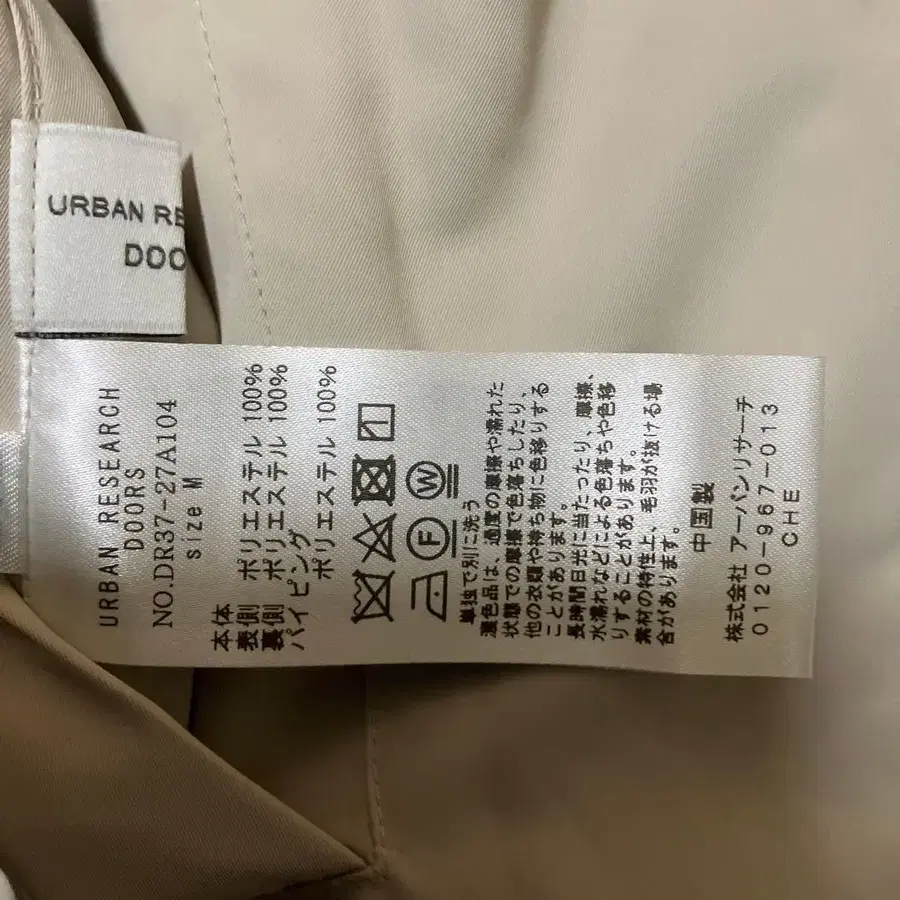 URBAN RE
DOO
URBAN RESEARCH
DOORS
NO.DR37-27A104
size M
本体
表側 ポリエステル 100%
裏側 ポリエステル 100%
パイピング
ポリエステル 100%
F
W
単独で別に洗う
濃色品は、過度の摩擦や濡れた
状態での摩擦で色落ちしたり、
他の衣類や持ち物に色移りする
ことがあります。
長時間日光に当たったり、摩擦、
水濡れなどによる色落ちや色移
りすることがあります。
素材の特性上、毛羽が抜ける場
合があります。
中国製
株式会社 アーバンリサーチ
0120-967-013
CHE